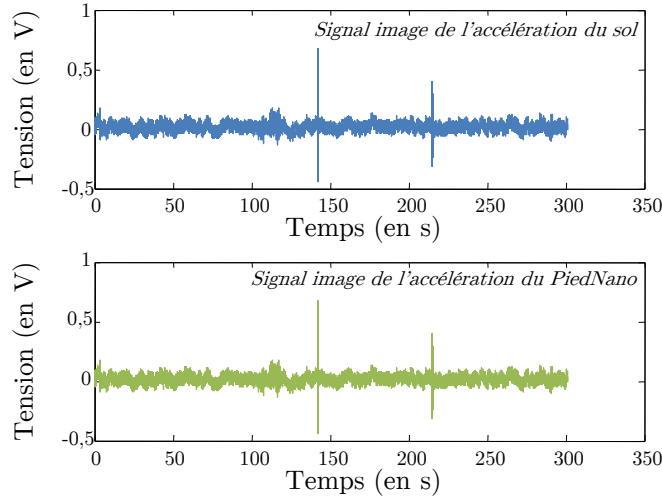 Signal image de l'accélération du sol
Tension (en V)
1
0,5
0
-0,5
0 50 100 150 200 250 300 350
Temps (en s)
Signal image de l'accélération du PiedNano
Tension (en V)
1
0,5
0
-0,5
0 50 100 150 200 250 300 350
Temps (en s)